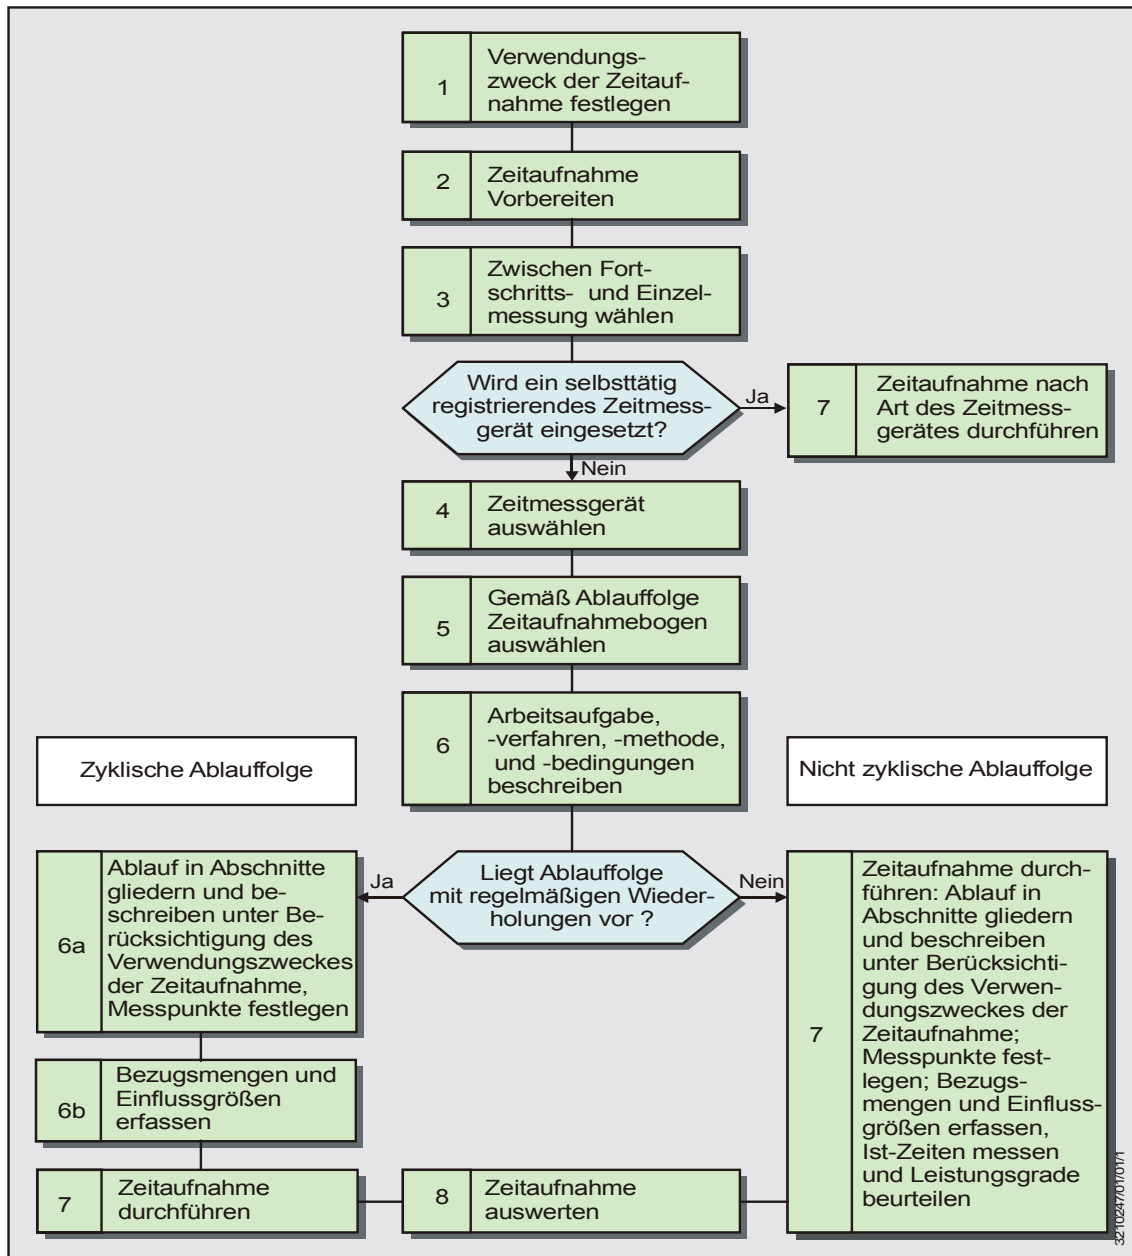 1
Verwendungs-
zweck der Zeitauf-
nahme festlegen
2
Zeitaufnahme
Vorbereiten
3
Zwischen Fort-
schritts- und Einzel-
messung wählen
Wird ein selbsttätig
registrierendes Zeitmess-
gerät eingesetzt?
Ja
7
Zeitaufnahme nach
Art des Zeitmess-
gerätes durchführen
Nein
4
Zeitmessgerät
auswählen
5
Gemäß Ablauffolge
Zeitaufnahmebogen
auswählen
6
Arbeitsaufgabe,
-verfahren, -methode,
und -bedingungen
beschreiben
Zyklische Ablauffolge
Nicht zyklische Ablauffolge
Liegt Ablauffolge
mit regelmäßigen Wieder-
holungen vor ?
Ja
Nein
6a
Ablauf in Abschnitte
gliedern und be-
schreiben unter Be-
rücksichtigung des
Verwendungszweckes
der Zeitaufnahme,
Messpunkte festlegen
6b
Bezugsmengen und
Einflussgrößen
erfassen
7
Zeitaufnahme
durchführen
8
Zeitaufnahme
auswerten
7
Zeitaufnahme durch-
führen: Ablauf in
Abschnitte gliedern
und beschreiben
unter Berücksichti-
gung des Verwen-
dungszweckes der
Zeitaufnahme;
Messpunkte fest-
legen; Bezugs-
mengen und Einfluss-
größen erfassen,
Ist-Zeiten messen
und Leistungsgrade
beurteilen
3210247/01/01/1